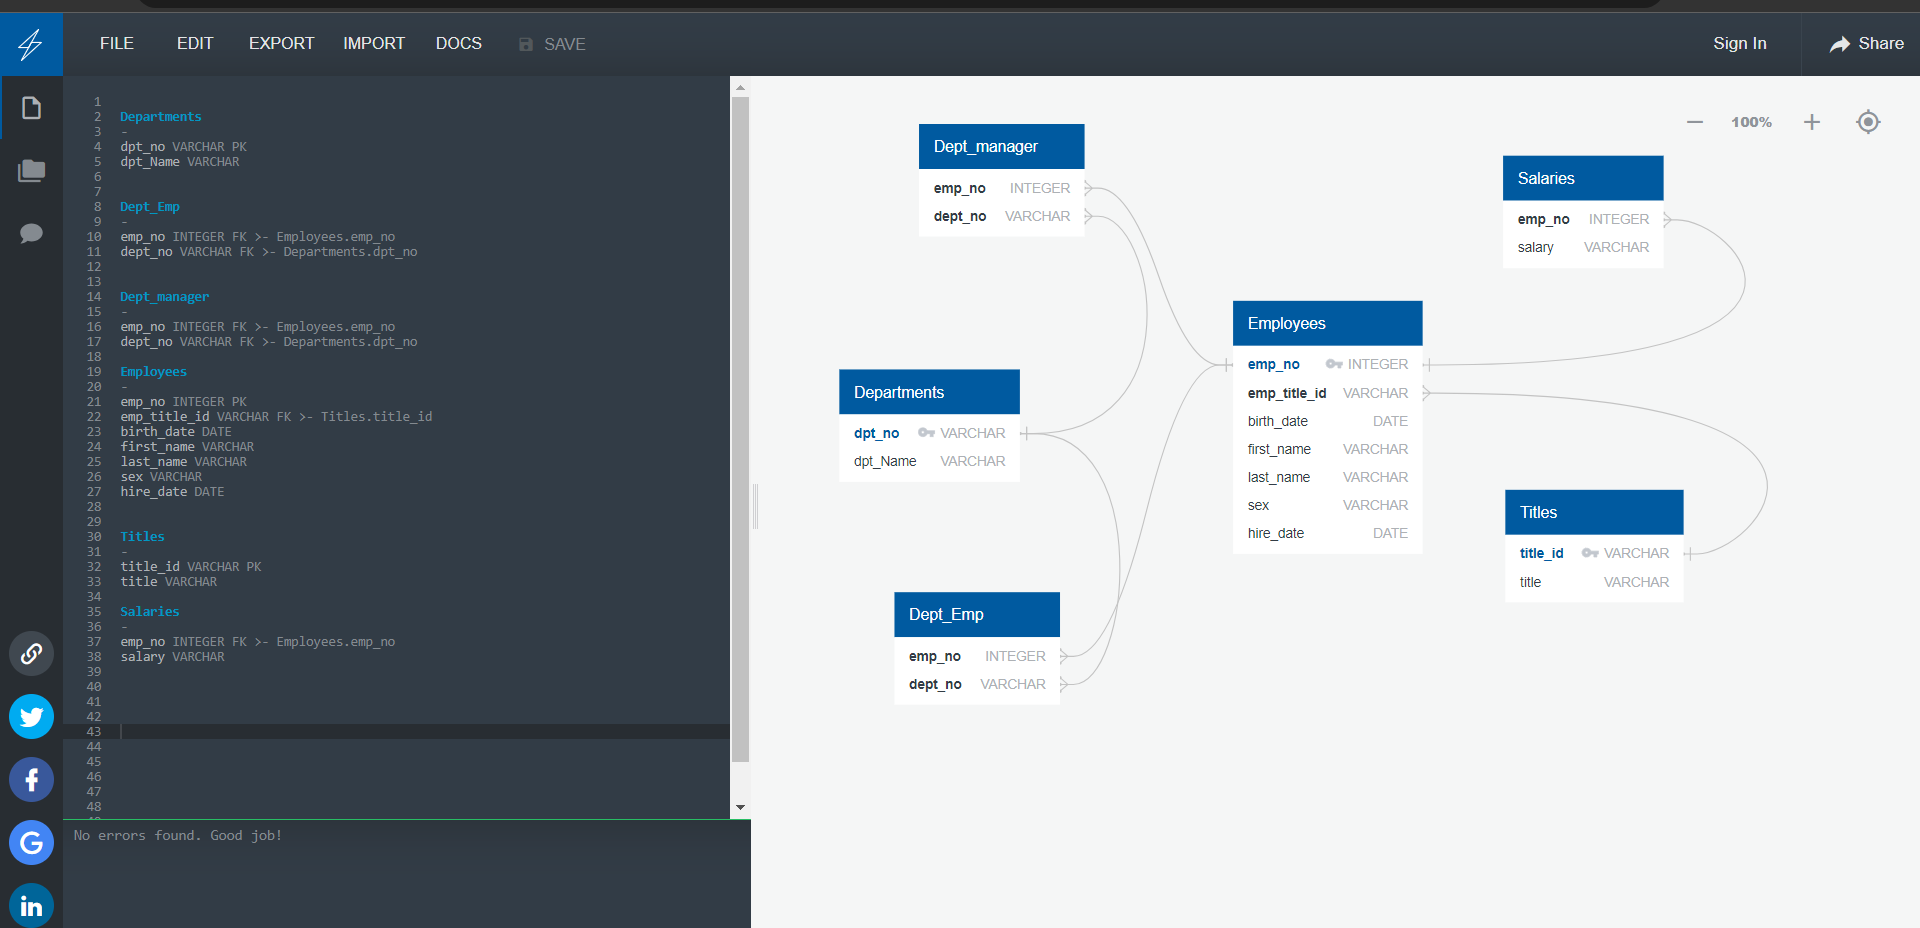 FILE EDIT EXPORT IMPORT DOCS SAVE Sign In Share
1
2 Departments
3 -
4 dpt_no VARCHAR PK
5 dpt_Name VARCHAR
6
7
8 Dept_Emp
9 -
10 emp_no INTEGER FK >- Employees.emp_no
11 dept_no VARCHAR FK >- Departments.dpt_no
12
13
14 Dept_manager
15 -
16 emp_no INTEGER FK >- Employees.emp_no
17 dept_no VARCHAR FK >- Departments.dpt_no
18
19 Employees
20 -
21 emp_no INTEGER PK
22 emp_title_id VARCHAR FK >- Titles.title_id
23 birth_date DATE
24 first_name VARCHAR
25 last_name VARCHAR
26 sex VARCHAR
27 hire_date DATE
28
29
30 Titles
31 -
32 title_id VARCHAR PK
33 title VARCHAR
34
35 Salaries
36 -
37 emp_no INTEGER FK >- Employees.emp_no
38 salary VARCHAR
39
40
41
42
43
44
45
46
47
48
No errors found. Good job!
100%
Dept_manager
emp_no INTEGER
dept_no VARCHAR
Salaries
emp_no INTEGER
salary VARCHAR
Employees
emp_no INTEGER
emp_title_id VARCHAR
birth_date DATE
first_name VARCHAR
last_name VARCHAR
sex VARCHAR
hire_date DATE
Departments
dpt_no VARCHAR
dpt_Name VARCHAR
Titles
title_id VARCHAR
title VARCHAR
Dept_Emp
emp_no INTEGER
dept_no VARCHAR
f
G
in